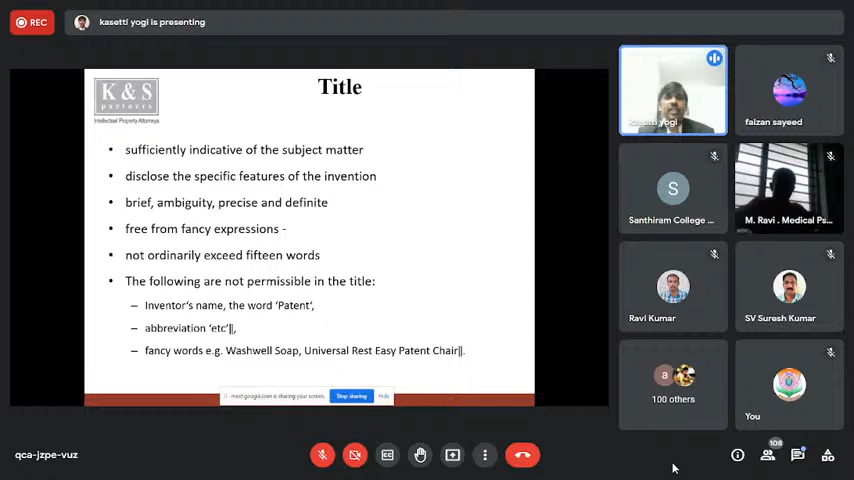 REC
kasetti yogi is presenting
K & S
partners
Intellectual Property Attorneys
Title
• sufficiently indicative of the subject matter
• disclose the specific features of the invention
• brief, ambiguity, precise and definite
• free from fancy expressions -
• not ordinarily exceed fifteen words
• The following are not permissible in the title:
– Inventor's name, the word 'Patent',
– abbreviation 'etc'‖,
– fancy words e.g. Washwell Soap, Universal Rest Easy Patent Chair‖.
meet.google.com is sharing your screen.
Stop sharing
Hide
kasetti yogi
faizan sayeed
S
Santhiram College ...
M. Ravi . Medical Ps...
Ravi Kumar
SV Suresh Kumar
a
100 others
You
qca-jzpe-vuz
108